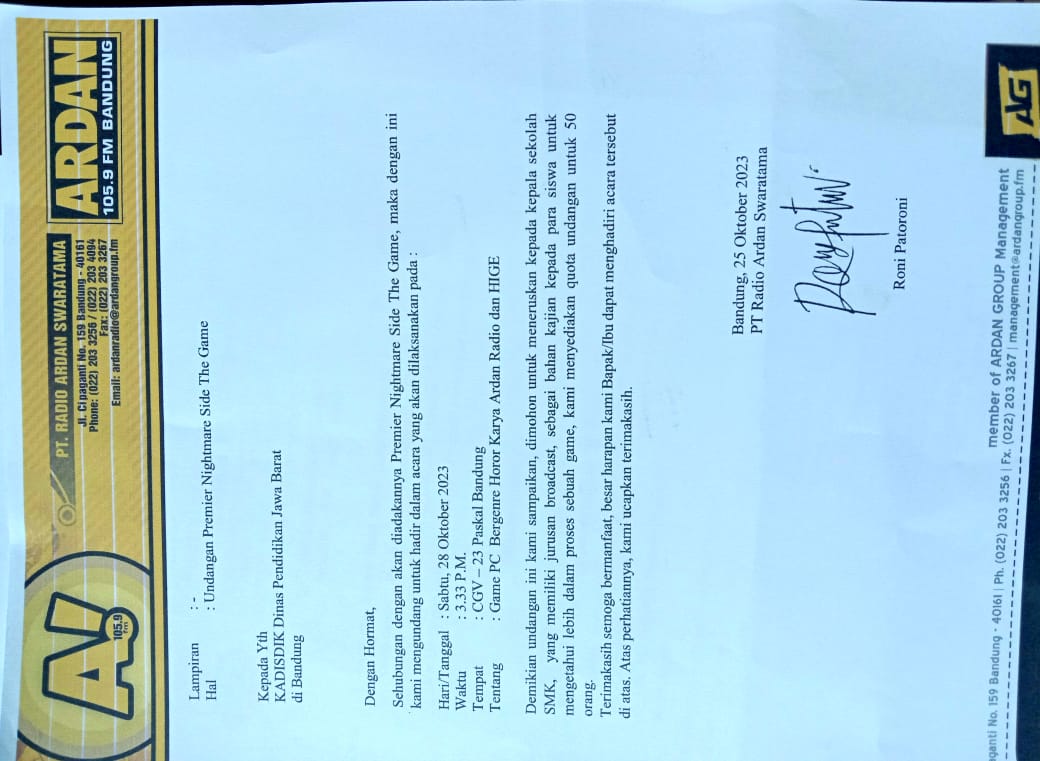 A!
105.9
fm
PT. RADIO ARDAN SWARATAMA
Jl. Cipaganti No. 159 Bandung - 40161
Phone: (022) 203 3256 / (022) 203 4094
Fax: (022) 203 3267
Email: ardanradio@ardangroup.fm
ARDAN
105.9 FM BANDUNG
Lampiran : -
Hal : Undangan Premier Nightmare Side The Game
Kepada Yth
KADISDIK Dinas Pendidikan Jawa Barat
di Bandung
Dengan Hormat,
Sehubungan dengan akan diadakannya Premier Nightmare Side The Game, maka dengan ini
kami mengundang untuk hadir dalam acara yang akan dilaksanakan pada :
Hari/Tanggal : Sabtu, 28 Oktober 2023
Waktu : 3.33 P.M.
Tempat : CGV – 23 Paskal Bandung
Tentang : Game PC Bergenre Horor Karya Ardan Radio dan HIGE
Demikian undangan ini kami sampaikan, dimohon untuk meneruskan kepada kepala sekolah
SMK, yang memiliki jurusan broadcast, sebagai bahan kajian kepada para siswa untuk
mengetahui lebih dalam proses sebuah game, kami menyediakan quota undangan untuk 50
orang.
Terimakasih semoga bermanfaat, besar harapan kami Bapak/Ibu dapat menghadiri acara tersebut
di atas. Atas perhatiannya, kami ucapkan terimakasih.
Bandung, 25 Oktober 2023
PT Radio Ardan Swaratama
Roni Patoroni
member of ARDAN GROUP Management
paganti No. 159 Bandung - 40161 | Ph. (022) 203 3256 | Fx. (022) 203 3267 | management@ardangroup.fm
AG